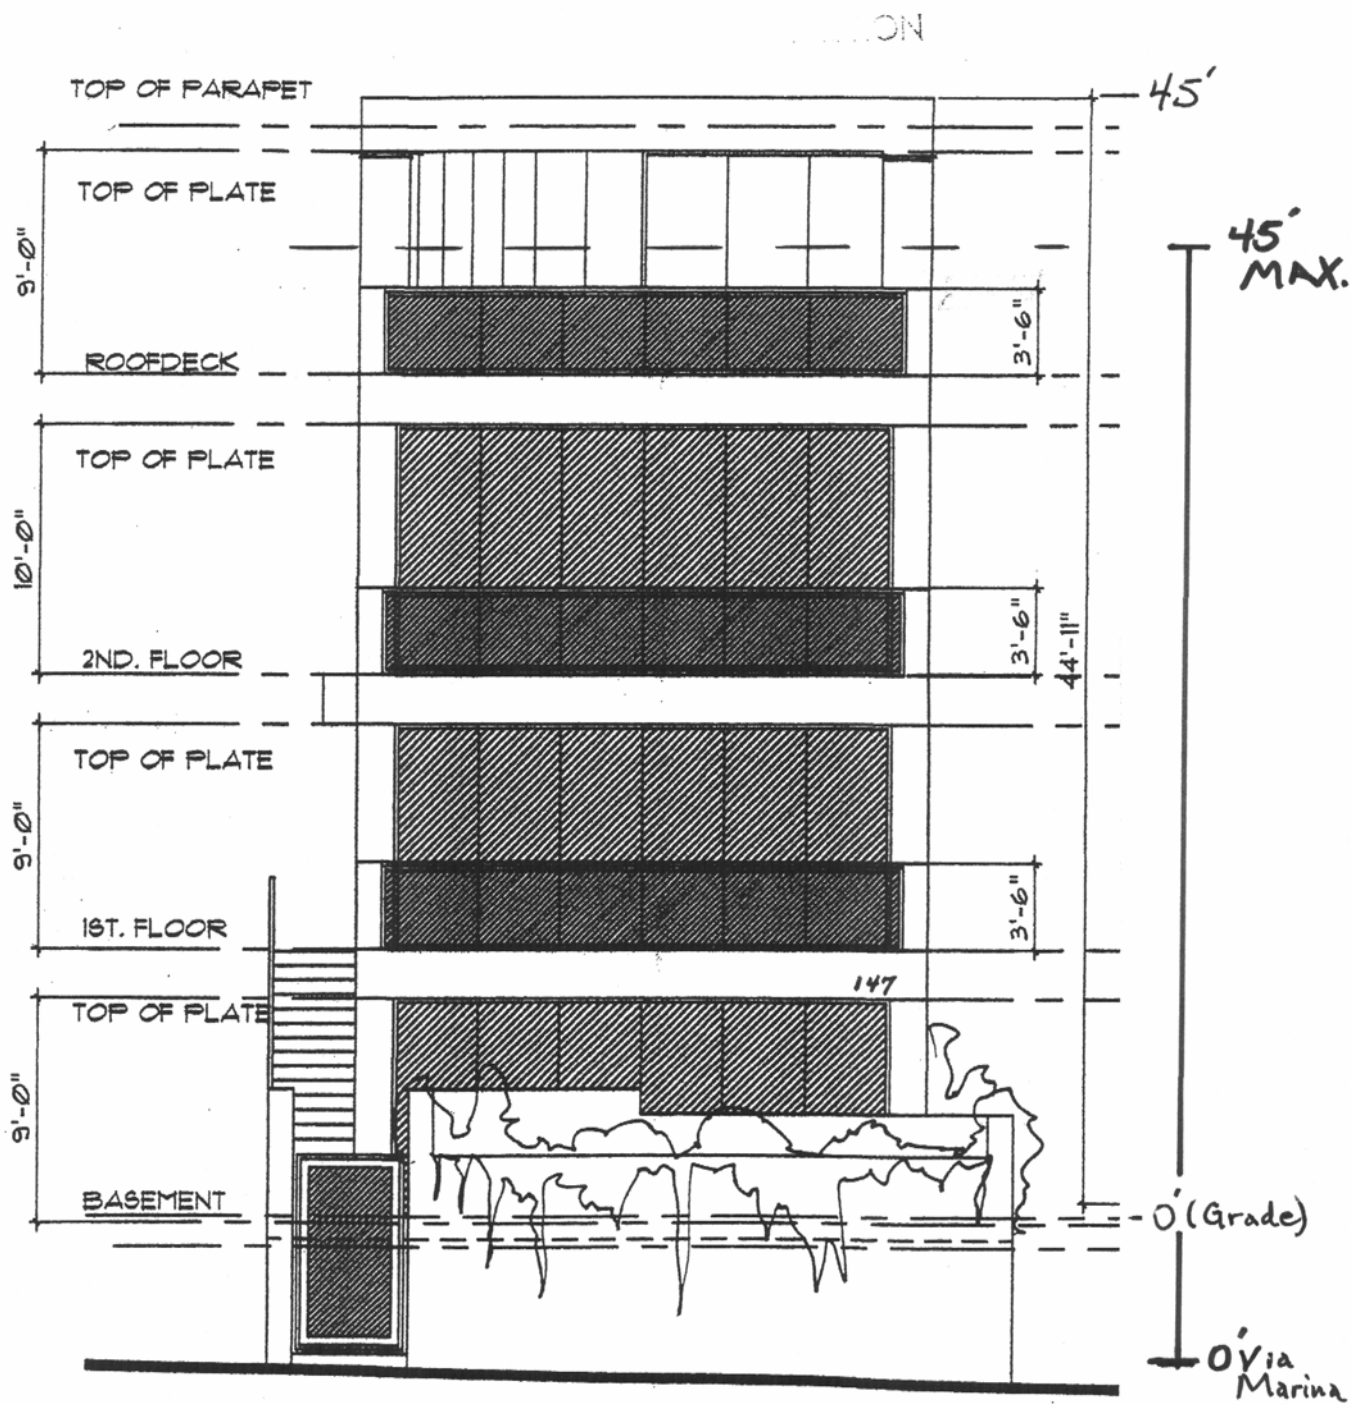 ON
TOP OF PARAPET
45'
TOP OF PLATE
9'-0"
45'
MAX.
3'-6"
ROOFDECK
TOP OF PLATE
10'-0"
3'-6"
44'-11"
2ND. FLOOR
TOP OF PLATE
9'-0"
3'-6"
1ST. FLOOR
147
TOP OF PLATE
9'-0"
BASEMENT
0' (Grade)
0' Via
Marina